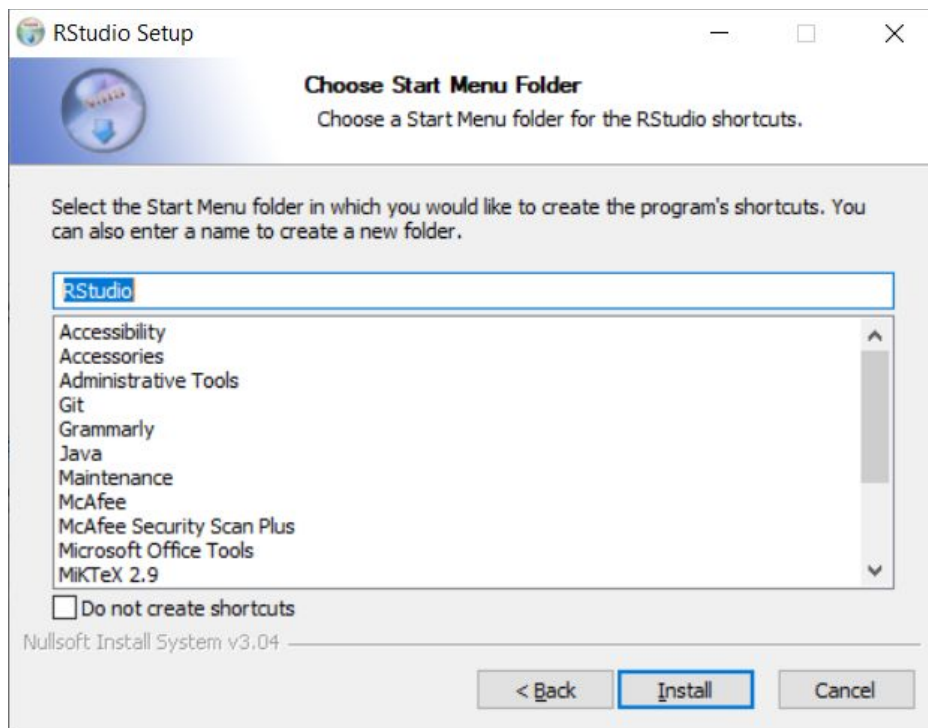 RStudio Setup
Choose Start Menu Folder
Choose a Start Menu folder for the RStudio shortcuts.
Select the Start Menu folder in which you would like to create the program's shortcuts. You
can also enter a name to create a new folder.
RStudio
Accessibility
Accessories
Administrative Tools
Git
Grammarly
Java
Maintenance
McAfee
McAfee Security Scan Plus
Microsoft Office Tools
MiKTeX 2.9
Do not create shortcuts
Nullsoft Install System v3.04
< Back Install Cancel